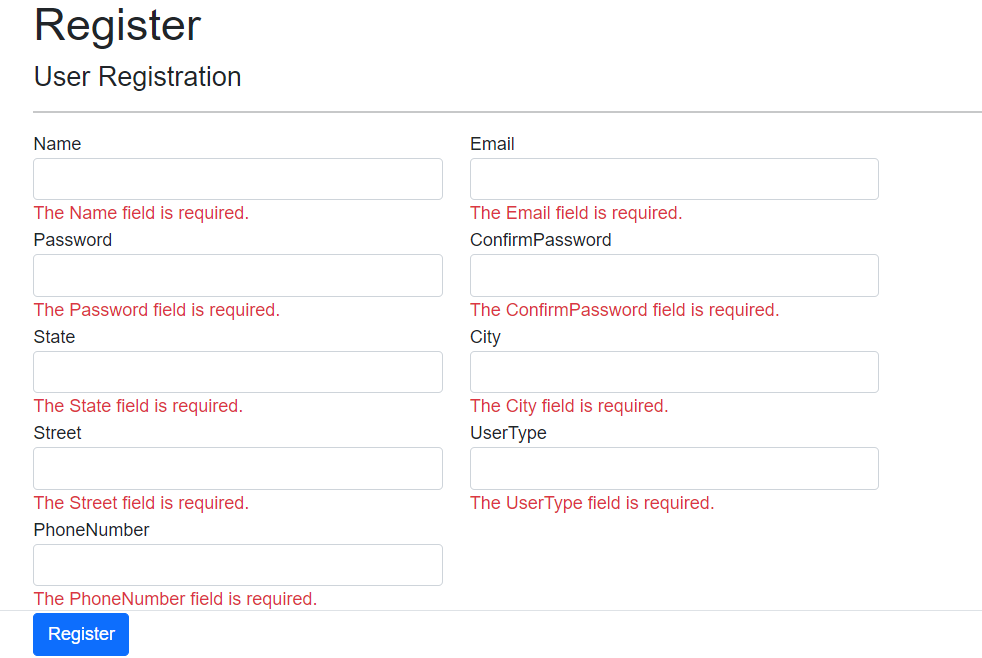 Register
User Registration
Name
Email
The Name field is required.
The Email field is required.
Password
ConfirmPassword
The Password field is required.
The ConfirmPassword field is required.
State
City
The State field is required.
The City field is required.
Street
UserType
The Street field is required.
The UserType field is required.
PhoneNumber
The PhoneNumber field is required.
Register